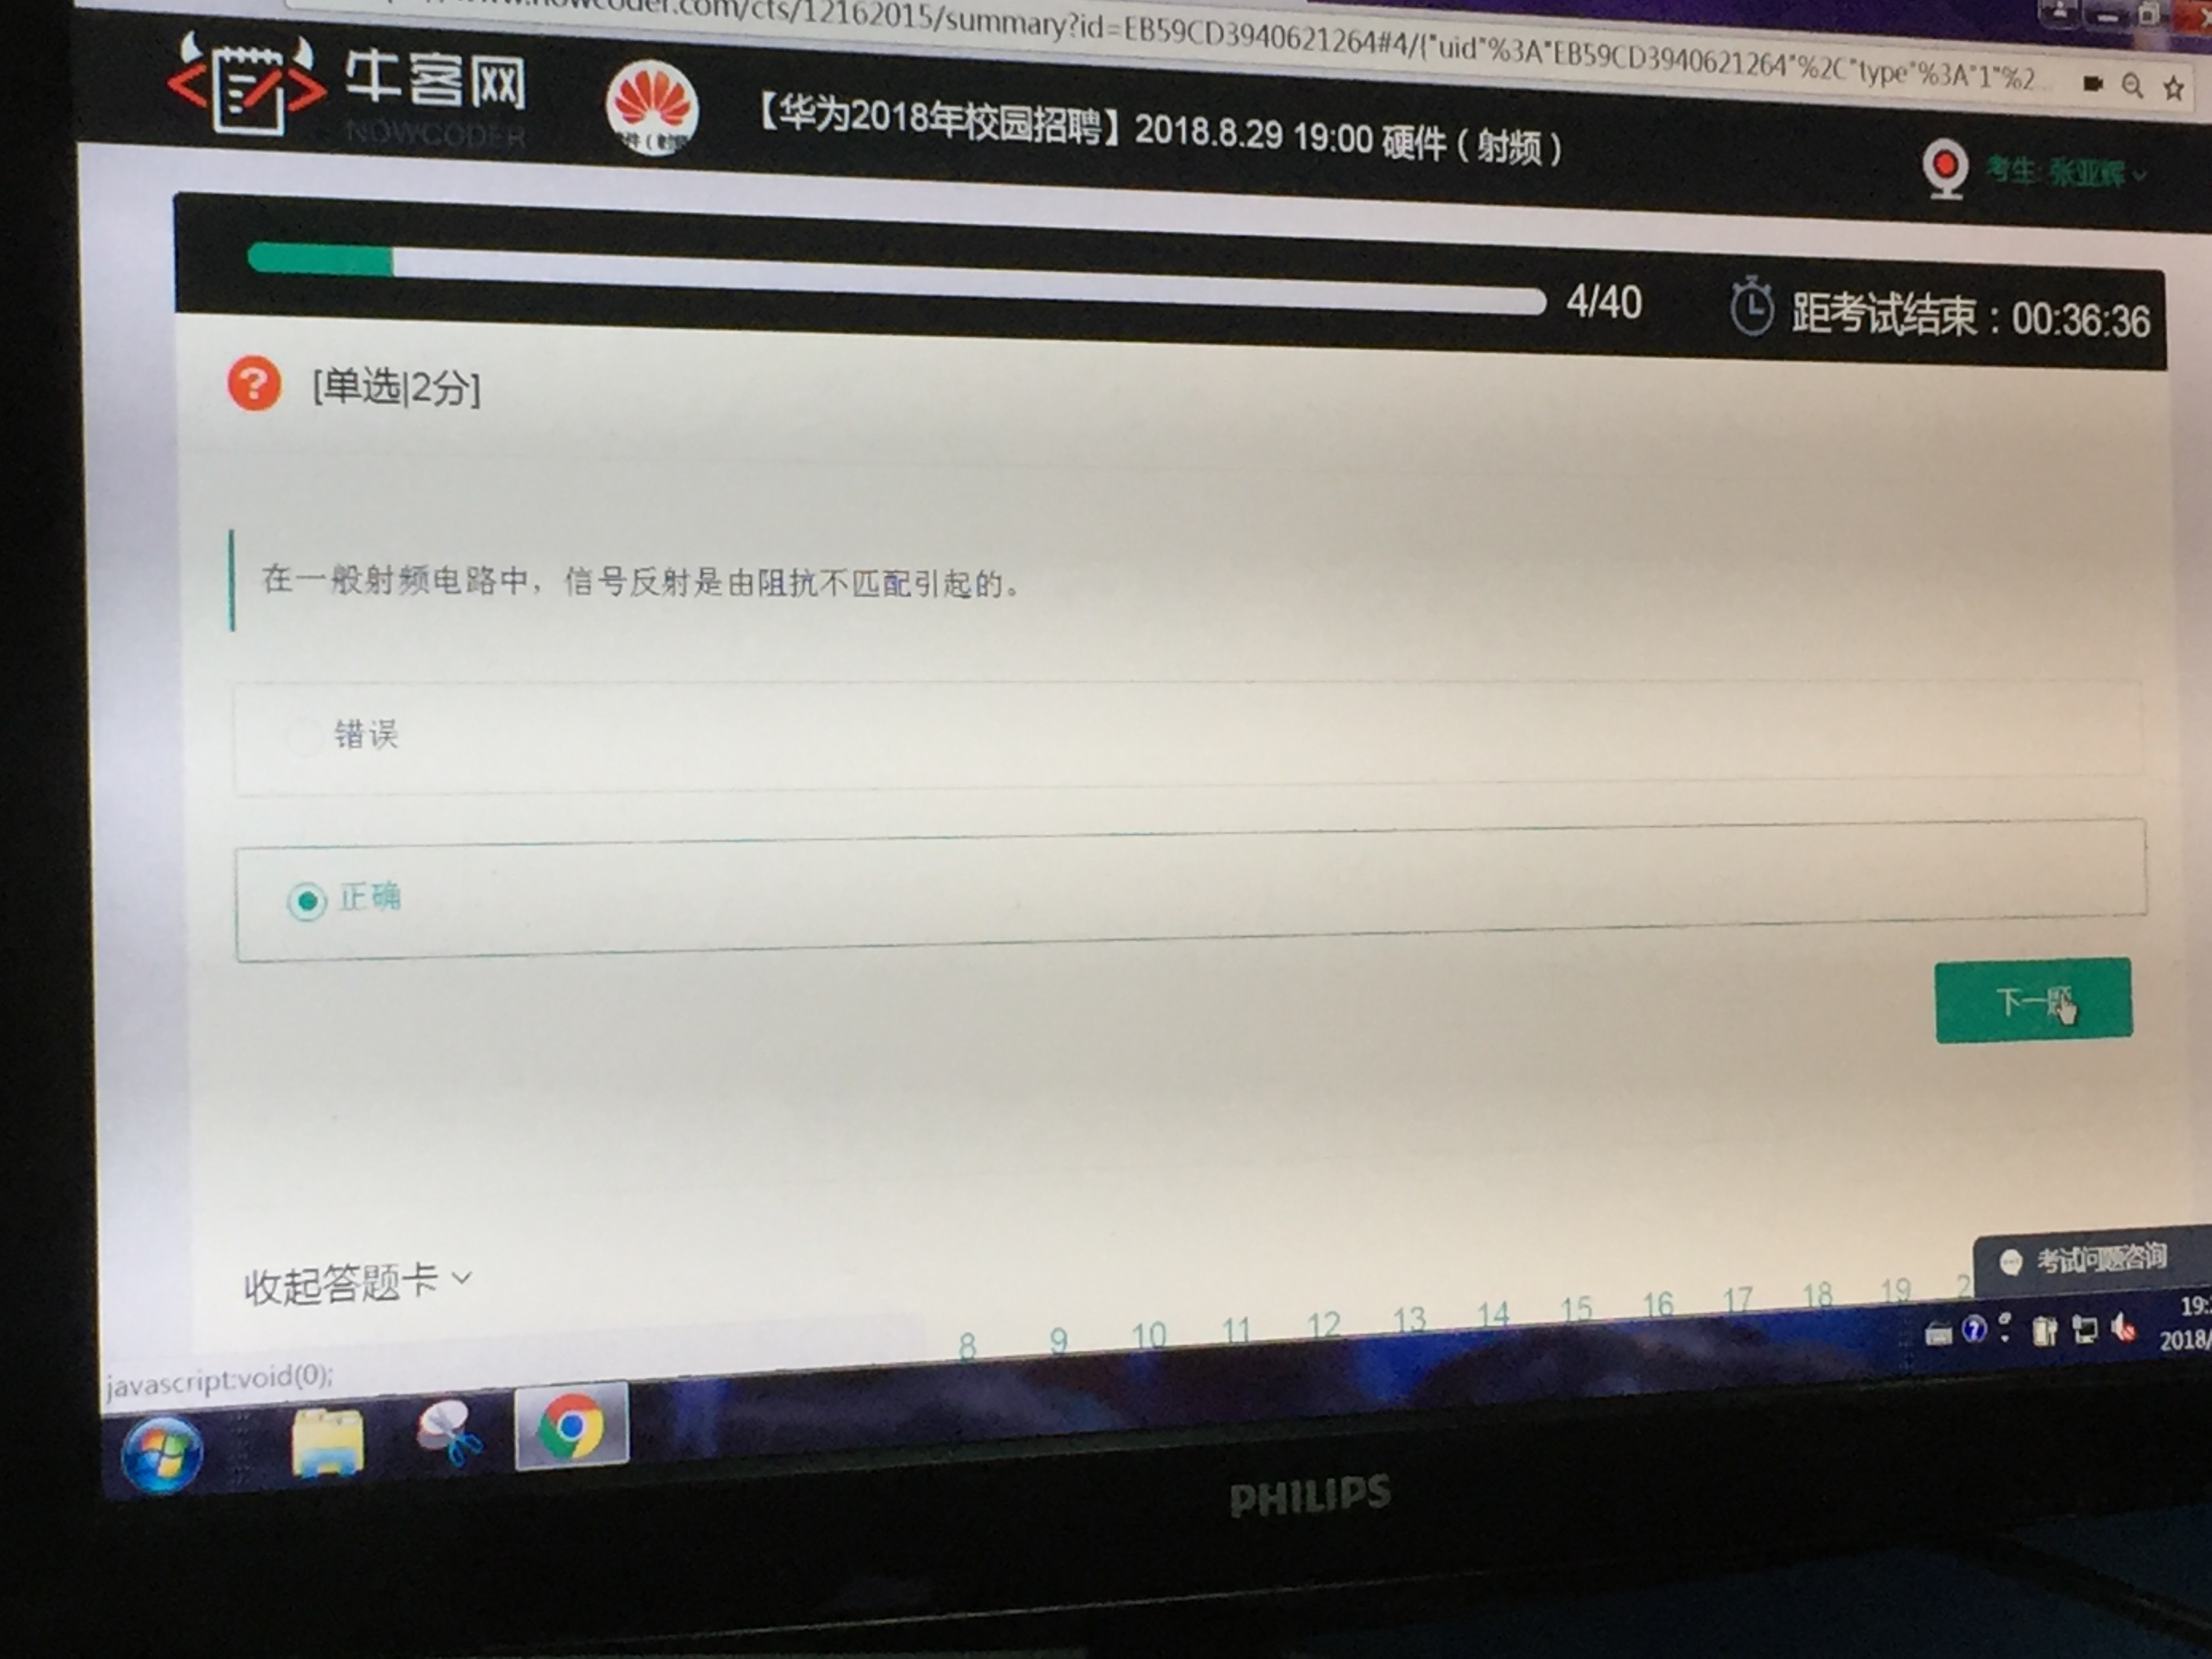 nowcoder.com/cts/12162015/summary?id=EB59CD3940621264#4/{"uid"%3A"EB59CD3940621264"%2C"type"%3A"1"%2...
牛客网
NOWCODER
【华为2018年校园招聘】2018.8.29 19:00 硬件（射频）
考生: 张亚辉
4/40
距考试结束：00:36:36
? [单选|2分]
在一般射频电路中，信号反射是由阻抗不匹配引起的。
错误
正确
下一题
收起答题卡
考试问题咨询
8 9 10 11 12 13 14 15 16 17 18 19 2
19:
2018/
javascript:void(0);
PHILIPS